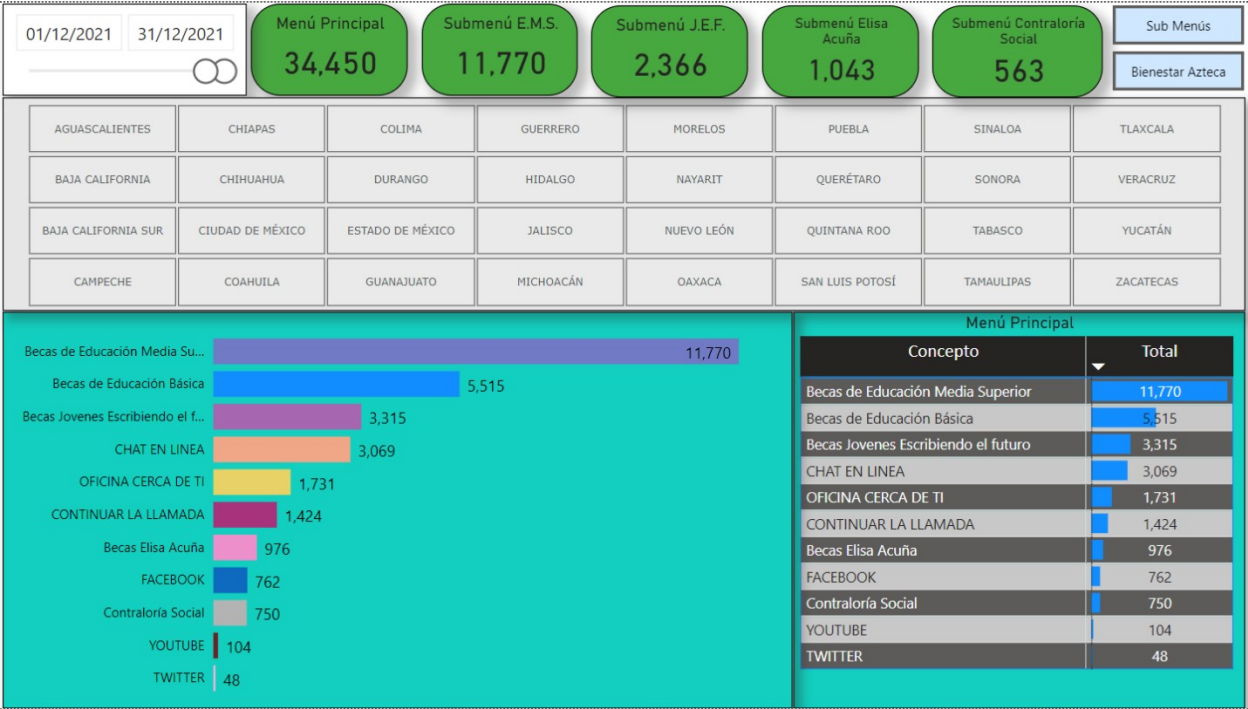 01/12/2021 31/12/2021
Menú Principal
34,450
Submenú E.M.S.
11,770
Submenú J.E.F.
2,366
Submenú Elisa
Acuña
1,043
Submenú Contraloría
Social
563
Sub Menús
Bienestar Azteca
AGUASCALIENTES CHIAPAS COLIMA GUERRERO MORELOS PUEBLA SINALOA TLAXCALA
BAJA CALIFORNIA CHIHUAHUA DURANGO HIDALGO NAYARIT QUERÉTARO SONORA VERACRUZ
BAJA CALIFORNIA SUR CIUDAD DE MÉXICO ESTADO DE MÉXICO JALISCO NUEVO LEÓN QUINTANA ROO TABASCO YUCATÁN
CAMPECHE COAHUILA GUANAJUATO MICHOACÁN OAXACA SAN LUIS POTOSÍ TAMAULIPAS ZACATECAS
Becas de Educación Media Su... 11,770
Becas de Educación Básica 5,515
Becas Jovenes Escribiendo el f... 3,315
CHAT EN LINEA 3,069
OFICINA CERCA DE TI 1,731
CONTINUAR LA LLAMADA 1,424
Becas Elisa Acuña 976
FACEBOOK 762
Contraloría Social 750
YOUTUBE 104
TWITTER 48
Menú Principal
Concepto Total
Becas de Educación Media Superior 11,770
Becas de Educación Básica 5,515
Becas Jovenes Escribiendo el futuro 3,315
CHAT EN LINEA 3,069
OFICINA CERCA DE TI 1,731
CONTINUAR LA LLAMADA 1,424
Becas Elisa Acuña 976
FACEBOOK 762
Contraloría Social 750
YOUTUBE 104
TWITTER 48